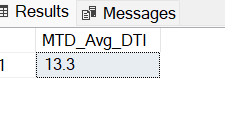 Results Messages
MTD_Avg_DTI
1 13.3